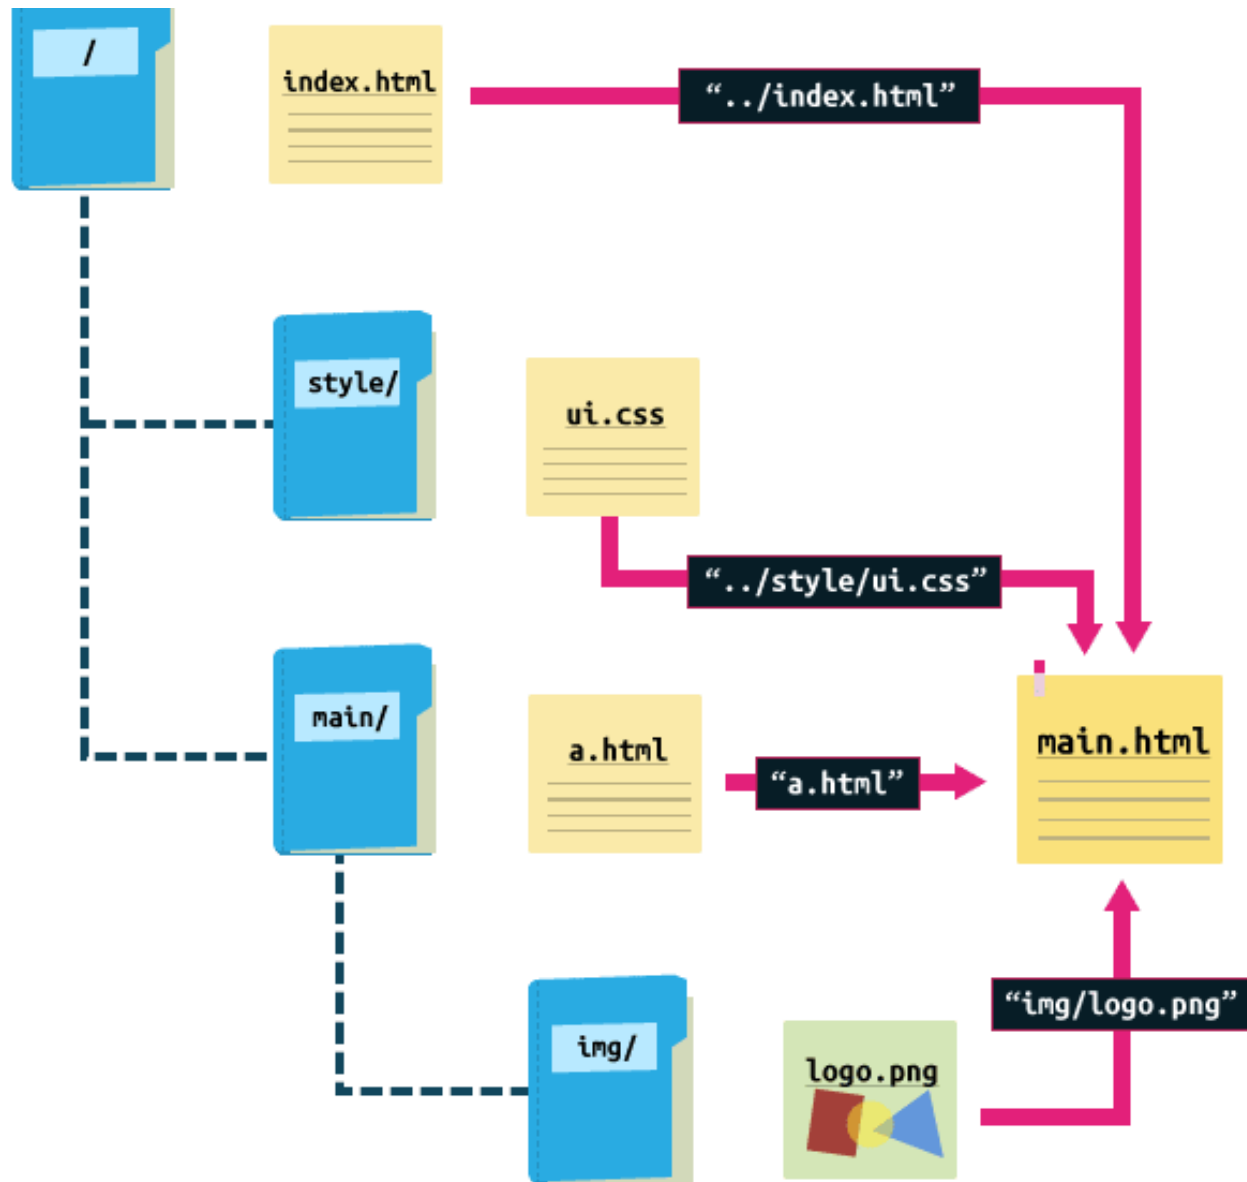 /
index.html
“../index.html”
style/
ui.css
“../style/ui.css”
main/
a.html
“a.html”
main.html
img/
logo.png
“img/logo.png”